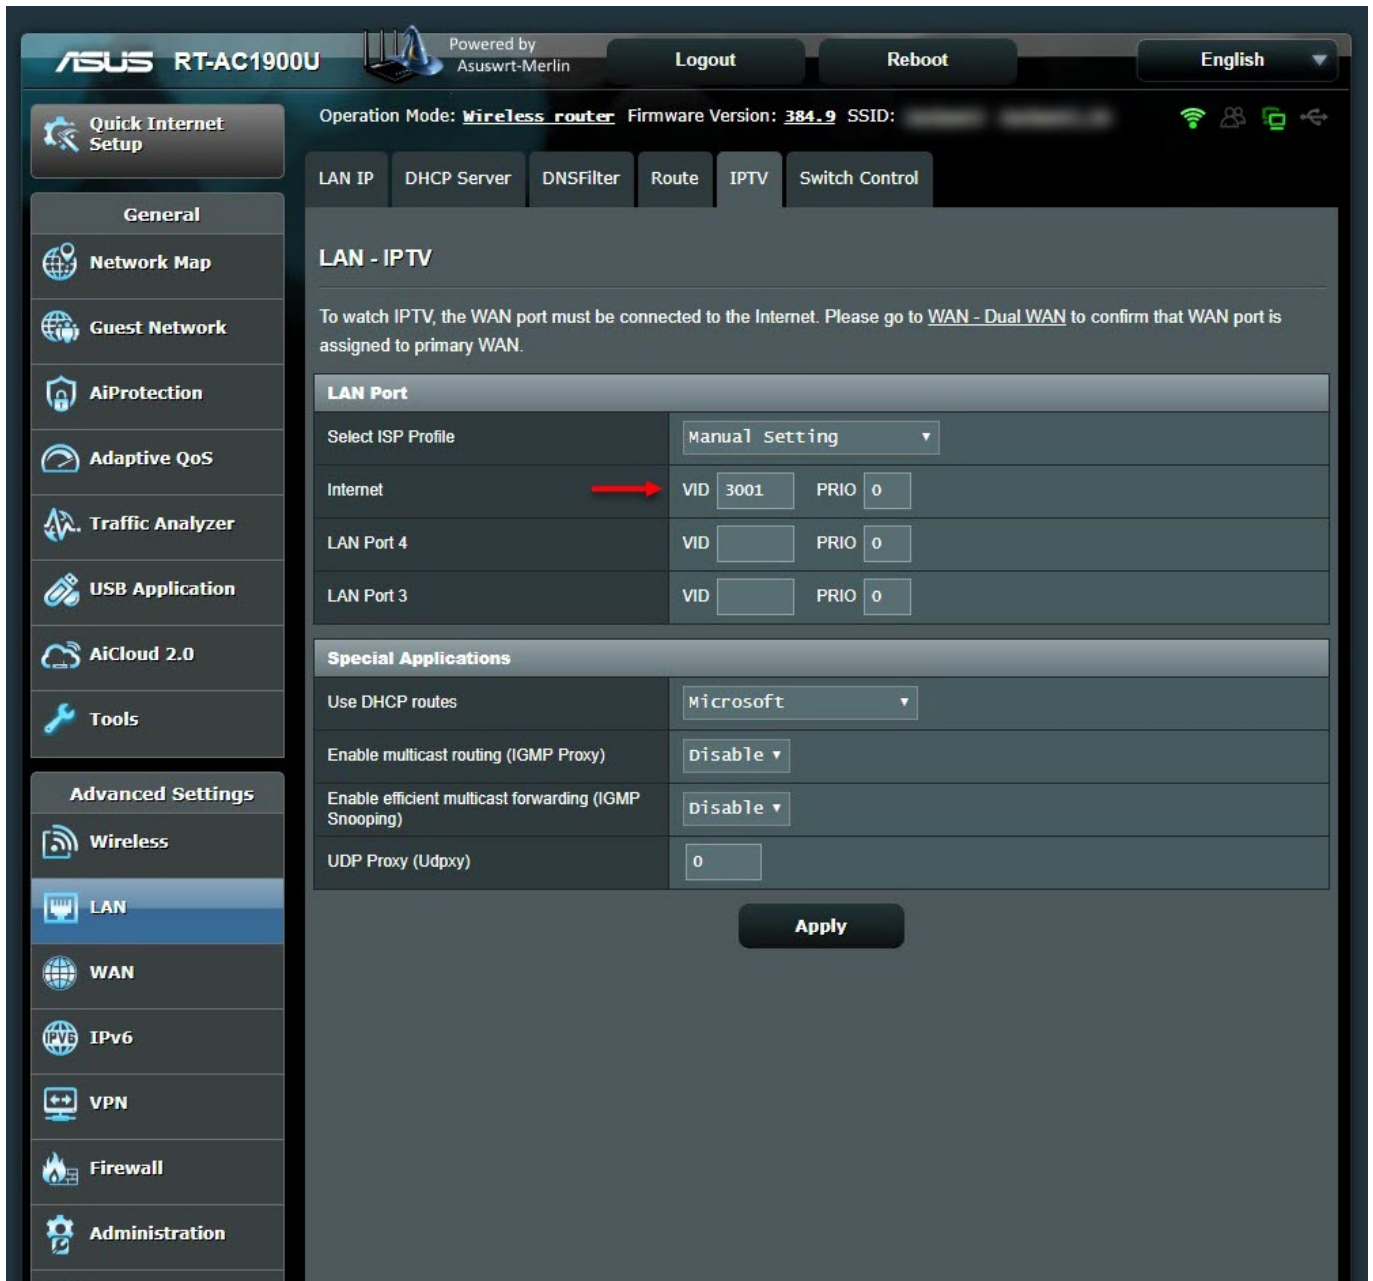 ASUS RT-AC1900U
Powered by
Asuswrt-Merlin
Logout
Reboot
English
Quick Internet
Setup
Operation Mode: Wireless router Firmware Version: 384.9 SSID:
LAN IP DHCP Server DNSFilter Route IPTV Switch Control
General
Network Map
Guest Network
AiProtection
Adaptive QoS
Traffic Analyzer
USB Application
AiCloud 2.0
Tools
Advanced Settings
Wireless
LAN
WAN
IPv6
IPV6
VPN
Firewall
Administration
LAN - IPTV
To watch IPTV, the WAN port must be connected to the Internet. Please go to WAN - Dual WAN to confirm that WAN port is
assigned to primary WAN.
LAN Port
Select ISP Profile Manual Setting
Internet VID 3001 PRIO 0
LAN Port 4 VID PRIO 0
LAN Port 3 VID PRIO 0
Special Applications
Use DHCP routes Microsoft
Enable multicast routing (IGMP Proxy) Disable
Enable efficient multicast forwarding (IGMP
Snooping) Disable
UDP Proxy (Udpxy) 0
Apply